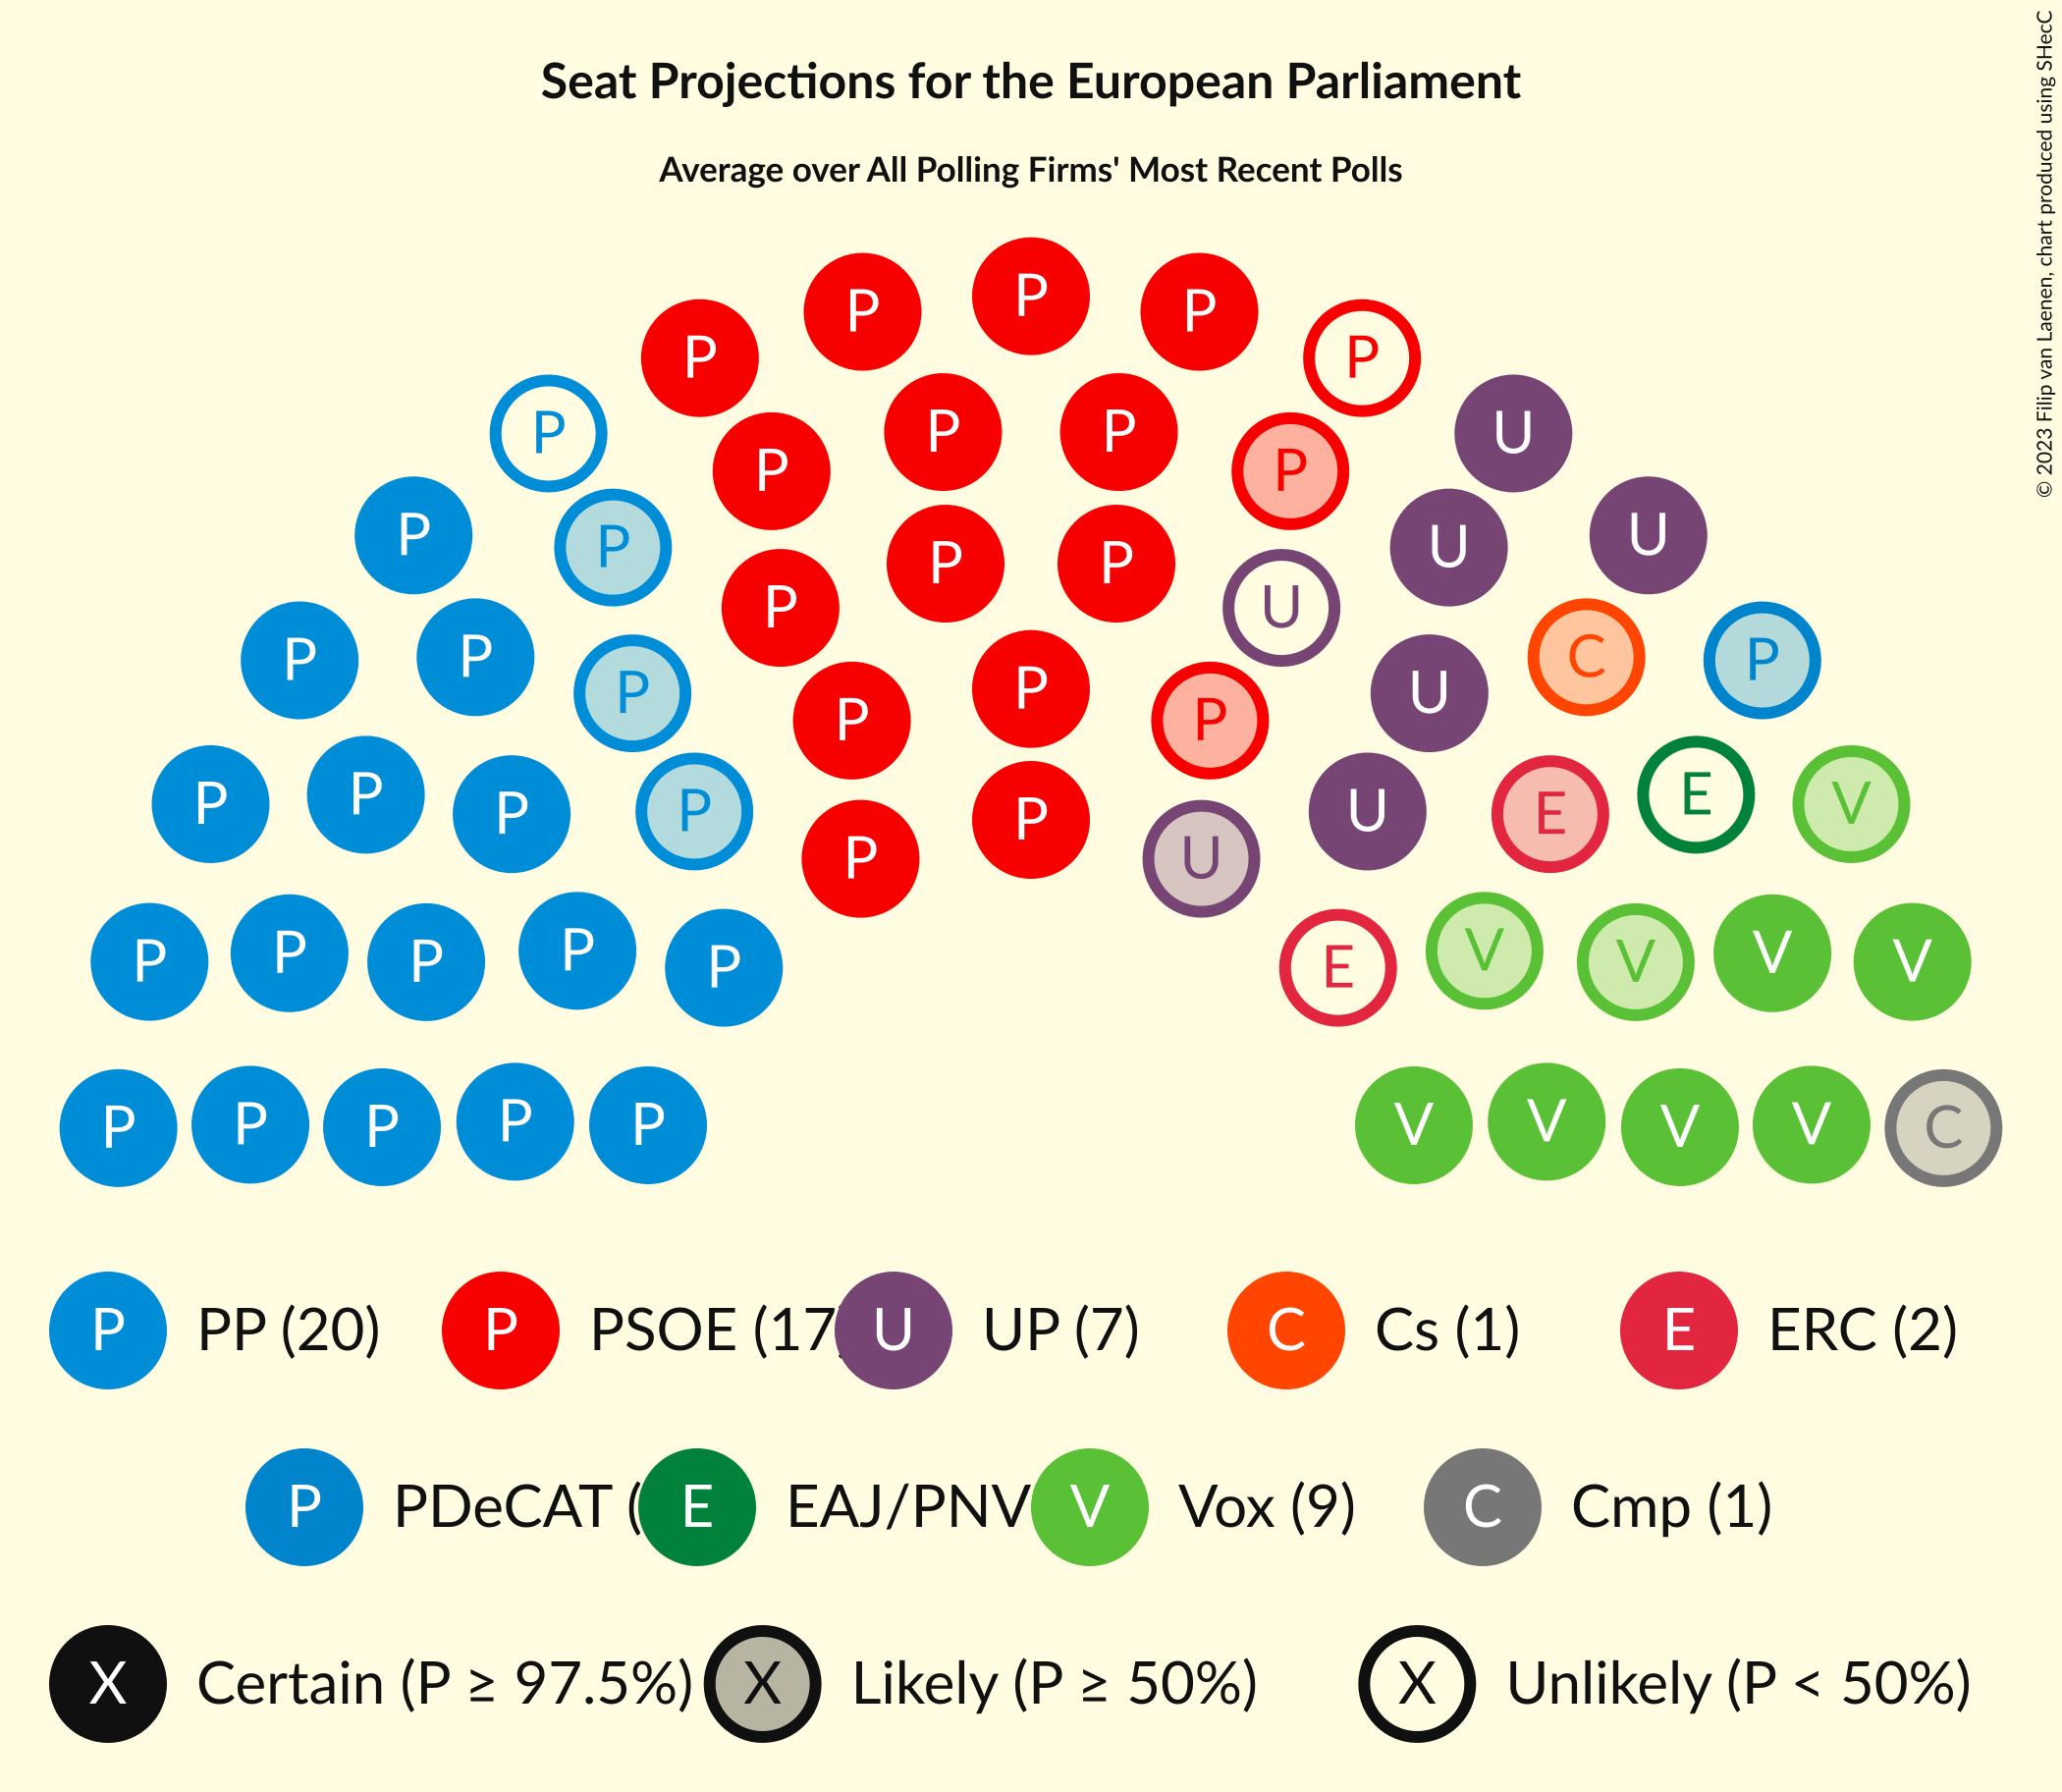 Seat Projections for the European Parliament
Average over All Polling Firms' Most Recent Polls
© 2023 Filip van Laenen, chart produced using SHecC
P P P
P P
P P
P P P P
P U
P P P U U
P P P U
P P
P P C P
P P P U
P P P
P P P E E V
P P U
P P P V V V V
P P E
P P P P P V V V V C
P PP (20) P PSOE (17 U UP (7) C Cs (1) E ERC (2)
P PDeCAT ( E EAJ/PNV V Vox (9) C Cmp (1)
X Certain (P ≥ 97.5%) X Likely (P ≥ 50%) X Unlikely (P < 50%)